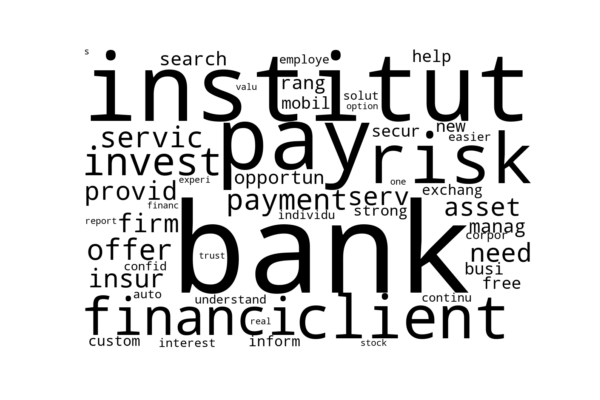 s
search
employe
help
institut
valu
rang
solut
mobil
option
servic
pay
secur
new
easier
invest
risk
opportun
experi
one
provid
exchang
payment
serv
asset
financ
individu
strong
report
firm
manag
bank
corpor
offer
trust
need
confid
busi
insur
free
auto
understand
continu
financi
client
real
custom
interest
inform
stock